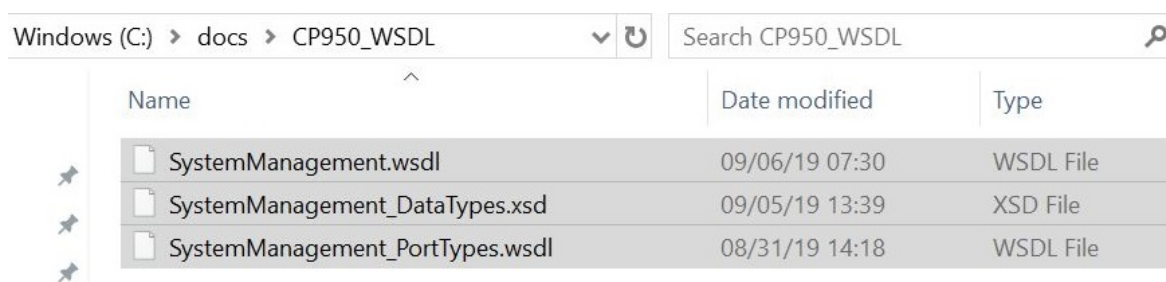 Windows (C:) > docs > CP950_WSDL Search CP950_WSDL
Name Date modified Type
SystemManagement.wsdl 09/06/19 07:30 WSDL File
SystemManagement_DataTypes.xsd 09/05/19 13:39 XSD File
SystemManagement_PortTypes.wsdl 08/31/19 14:18 WSDL File